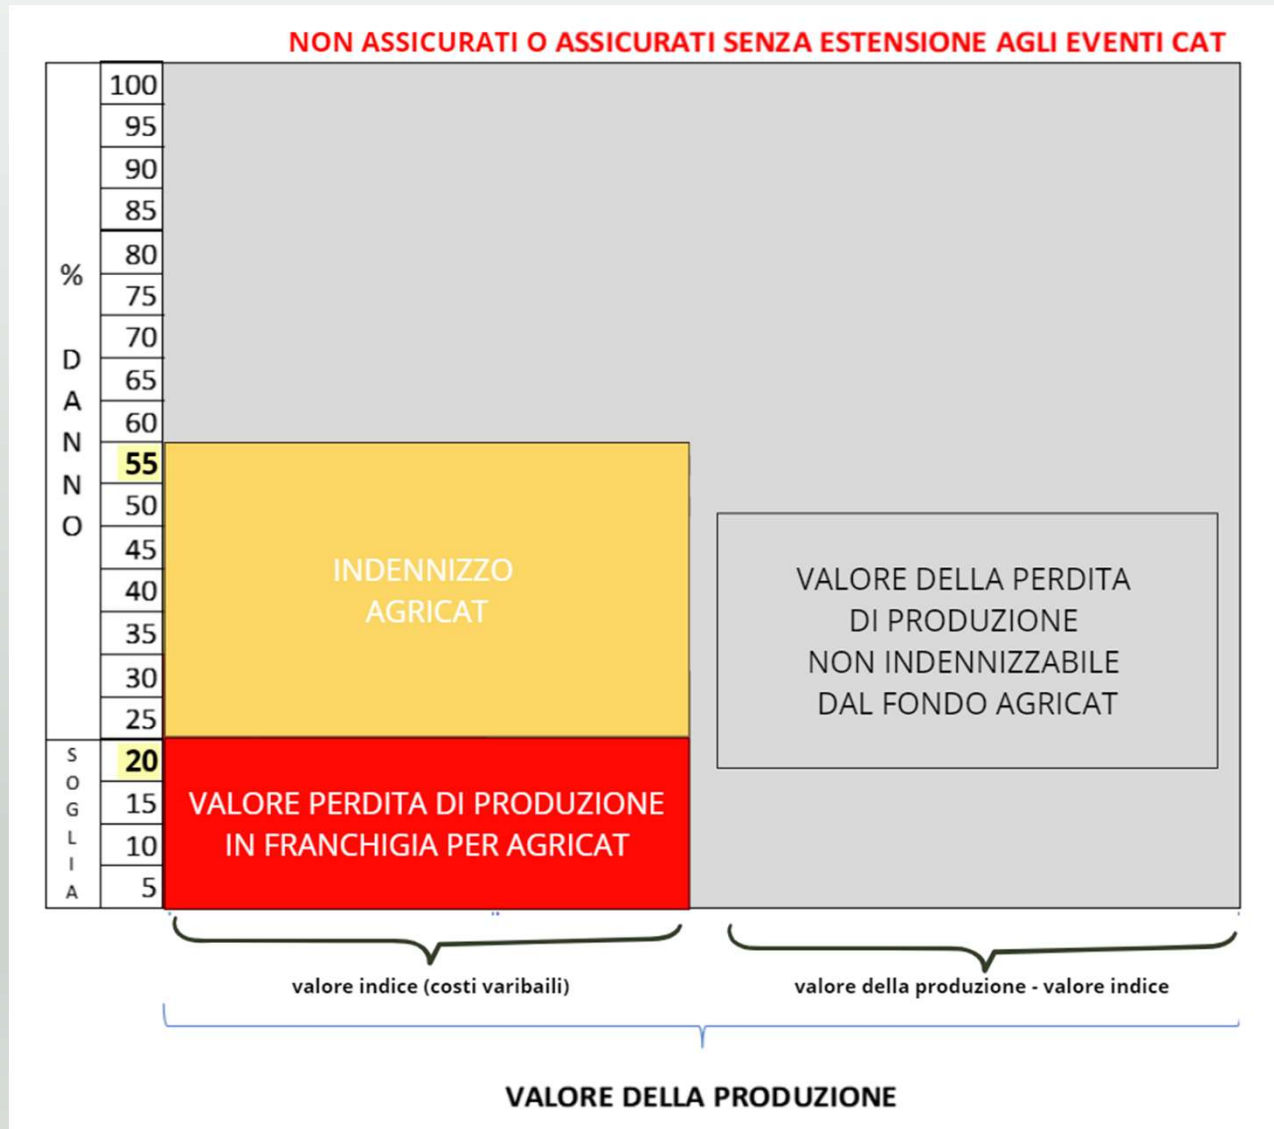 NON ASSICURATI O ASSICURATI SENZA ESTENSIONE AGLI EVENTI CAT
% DANNO
100
95
90
85
80
75
70
65
60
55
50
45
40
35
30
25
SOGLIA
20
15
10
5
INDENNIZZO
AGRICAT
VALORE PERDITA DI PRODUZIONE
IN FRANCHIGIA PER AGRICAT
VALORE DELLA PERDITA
DI PRODUZIONE
NON INDENNIZZABILE
DAL FONDO AGRICAT
valore indice (costi varibaili)
valore della produzione - valore indice
VALORE DELLA PRODUZIONE